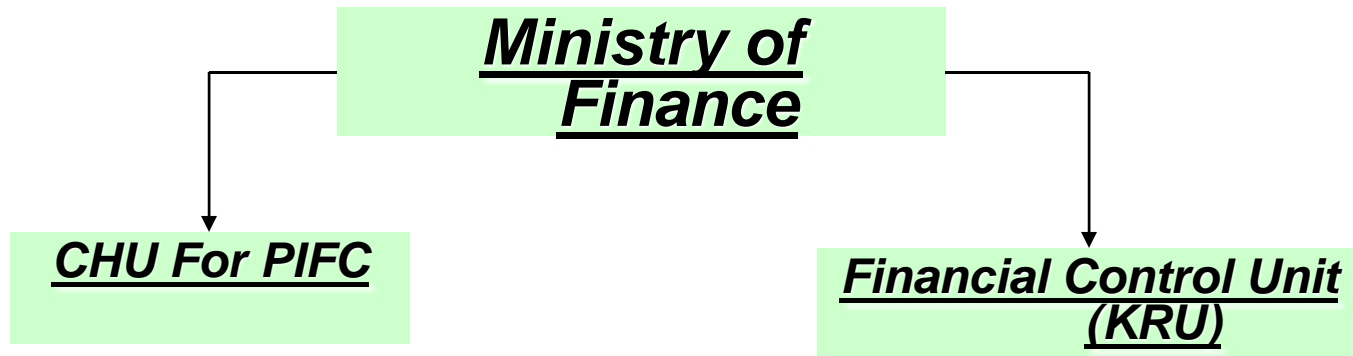 Ministry of
Finance
CHU For PIFC
Financial Control Unit
(KRU)